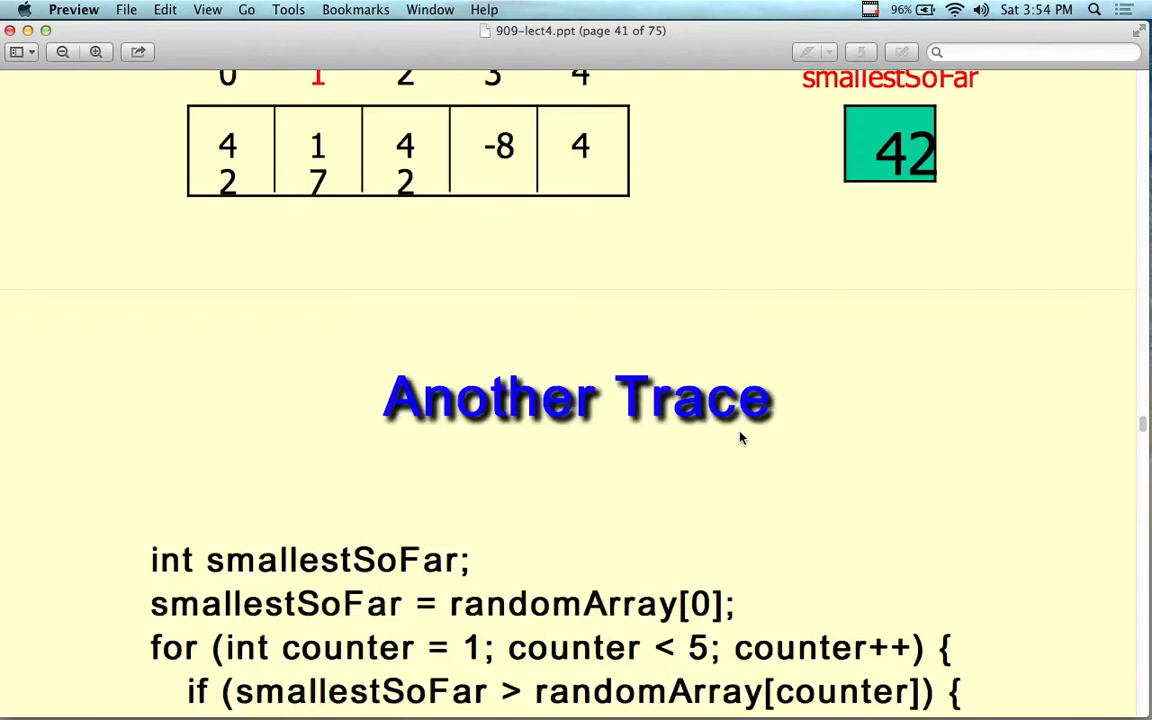 Preview File Edit View Go Tools Bookmarks Window Help 96% Sat 3:54 PM
909-lect4.ppt (page 41 of 75)
0 1 2 3 4 smallestSoFar
4 1 4 -8 4 42
2 7 2
Another Trace
int smallestSoFar;
smallestSoFar = randomArray[0];
for (int counter = 1; counter < 5; counter++) {
if (smallestSoFar > randomArray[counter]) {